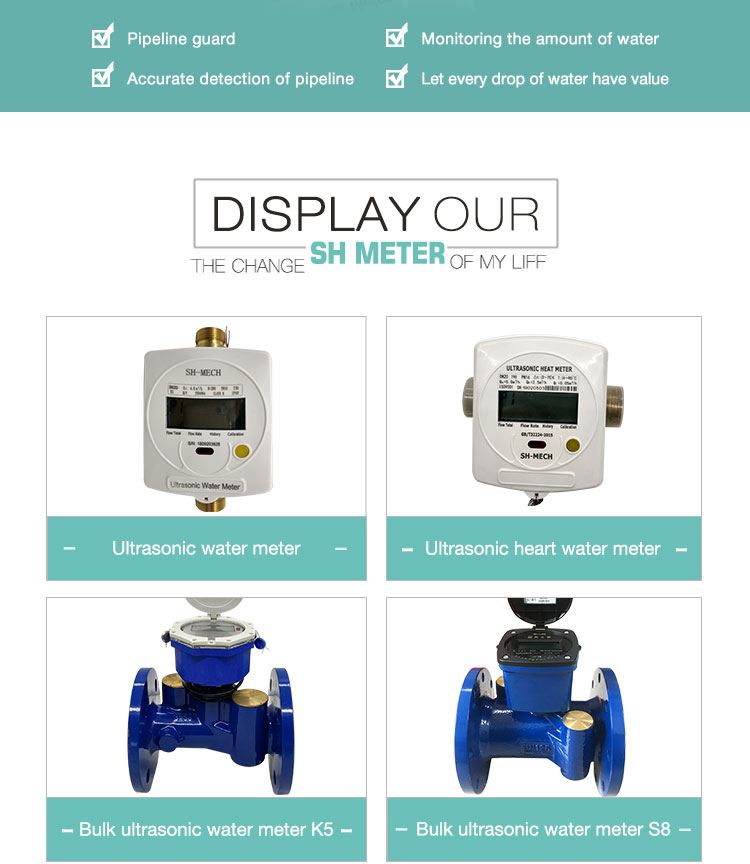 Pipeline guard
Monitoring the amount of water
Accurate detection of pipeline
Let every drop of water have value
DISPLAY OUR
THE CHANGE SH METER OF MY LIFF
SH-MECH
Flow Total Flow Rate History Calibration
Ultrasonic Water Meter
ULTRASONIC HEAT METER
Flow Total Flow Rate History Calibration
GB/T32224-2015
SH-MECH
Ultrasonic water meter
Ultrasonic heart water meter
Bulk ultrasonic water meter K5
Bulk ultrasonic water meter S8